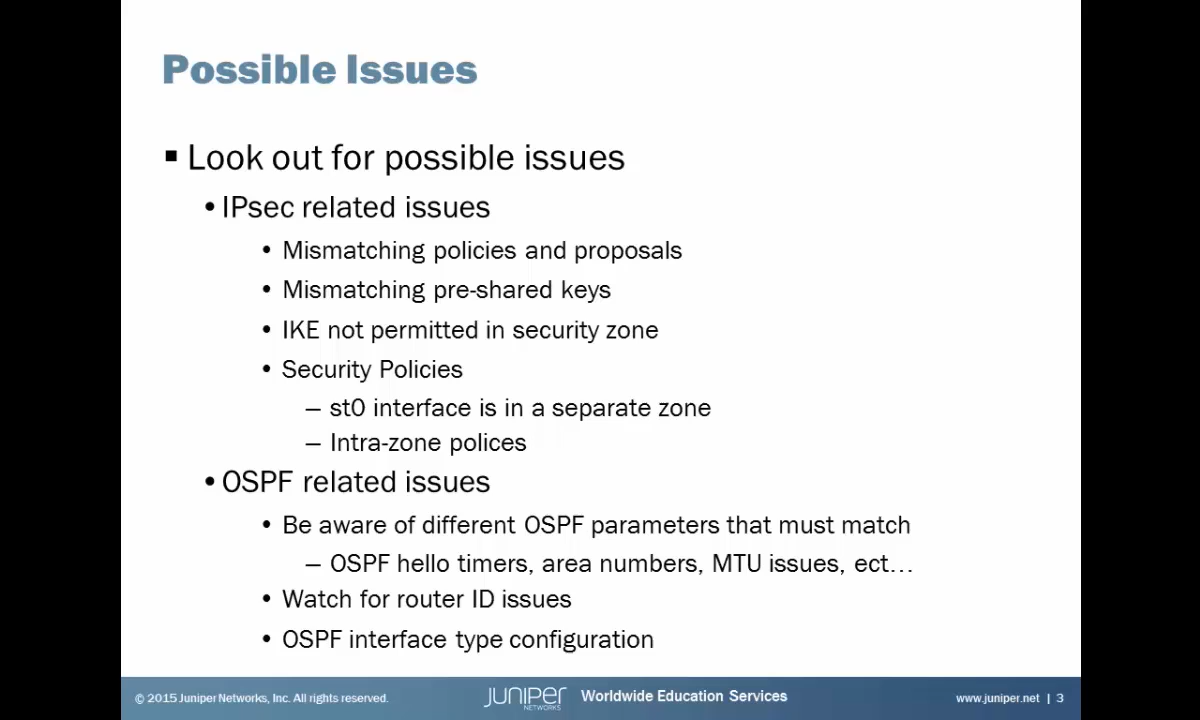 Possible Issues
▪ Look out for possible issues
• IPsec related issues
• Mismatching policies and proposals
• Mismatching pre-shared keys
• IKE not permitted in security zone
• Security Policies
– st0 interface is in a separate zone
– Intra-zone polices
• OSPF related issues
• Be aware of different OSPF parameters that must match
– OSPF hello timers, area numbers, MTU issues, ect…
• Watch for router ID issues
• OSPF interface type configuration
© 2015 Juniper Networks, Inc. All rights reserved.
JUNIPER
NETWORKS
Worldwide Education Services
www.juniper.net | 3